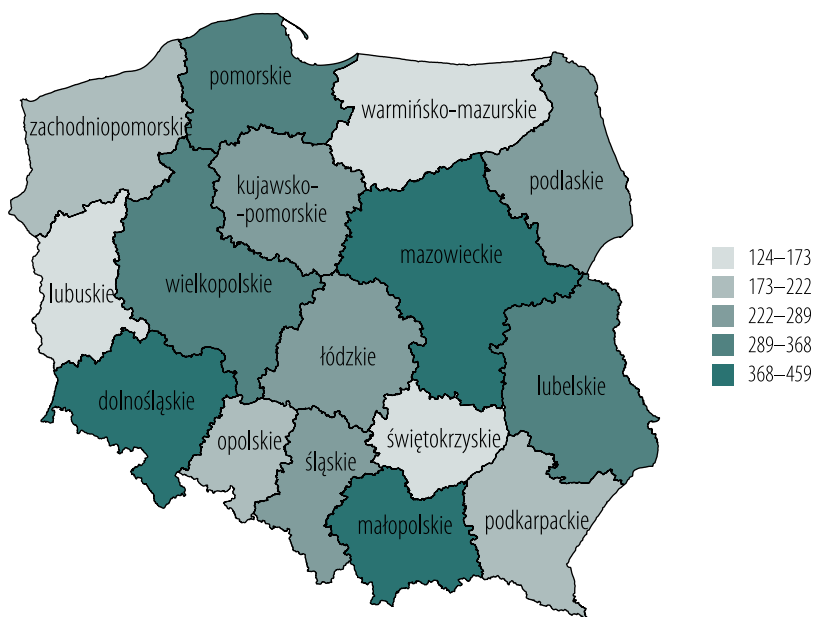 pomorskie
warmińsko-mazurskie
zachodniopomorskie
podlaskie
kujawsko-
-pomorskie
mazowieckie
wielkopolskie
lubuskie
łódzkie
lubelskie
dolnośląskie
opolskie
świętokrzyskie
śląskie
małopolskie
podkarpackie
124–173
173–222
222–289
289–368
368–459